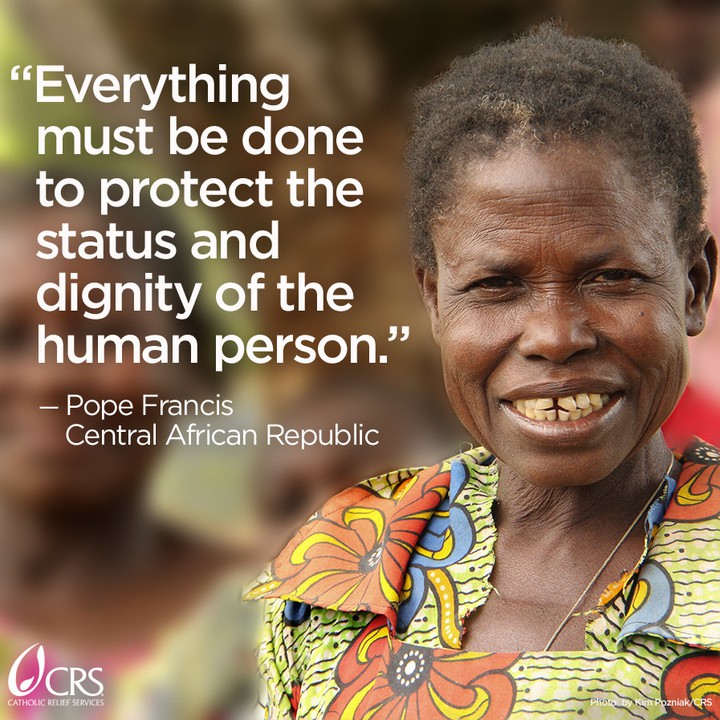 “Everything
must be done
to protect the
status and
dignity of the
human person.”
– Pope Francis
Central African Republic
CRS
CATHOLIC RELIEF SERVICES
Photo by Kim Pozniak/CRS